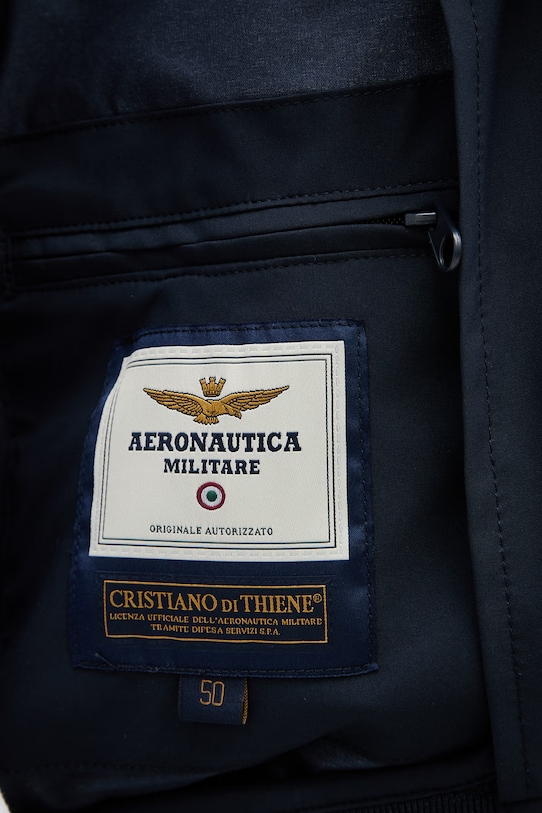 AERONAUTICA
MILITARE
ORIGINALE AUTORIZZATO
CRISTIANO DI THIENE®
LICENZA UFFICIALE DELL'AERONAUTICA MILITARE
TRAMITE DIFESA SERVIZI S.P.A.
50